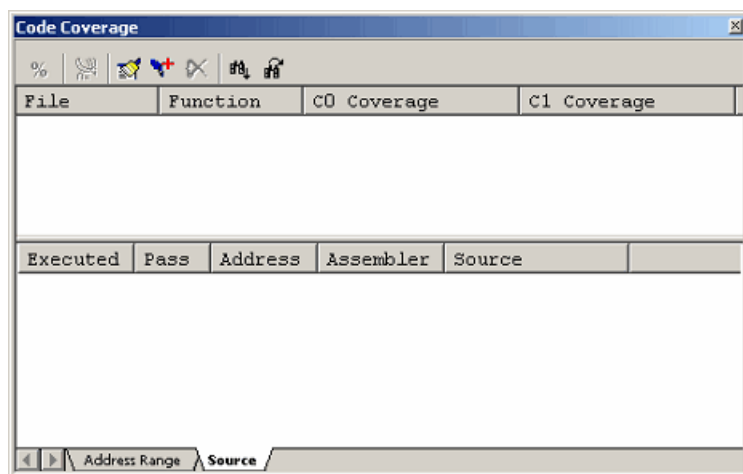 Code Coverage
%
File Function C0 Coverage C1 Coverage
Executed Pass Address Assembler Source
Address Range Source